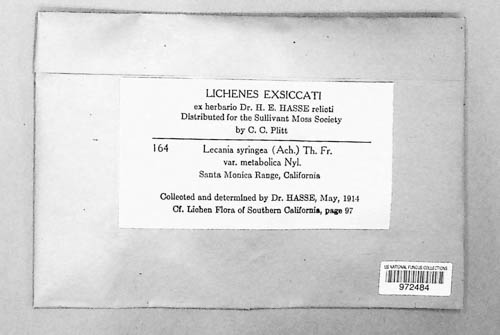 LICHENES EXSICCATI
ex herbario Dr. H. E. HASSE relicti
Distributed for the Sullivant Moss Society
by C. C. Plitt
164 Lecania syringea (Ach.) Th. Fr.
var. metabolica Nyl.
Santa Monica Range, California
Collected and determined by Dr. HASSE, May, 1914
Cf. Lichen Flora of Southern California, page 97
US NATIONAL FUNGUS COLLECTIONS
972484